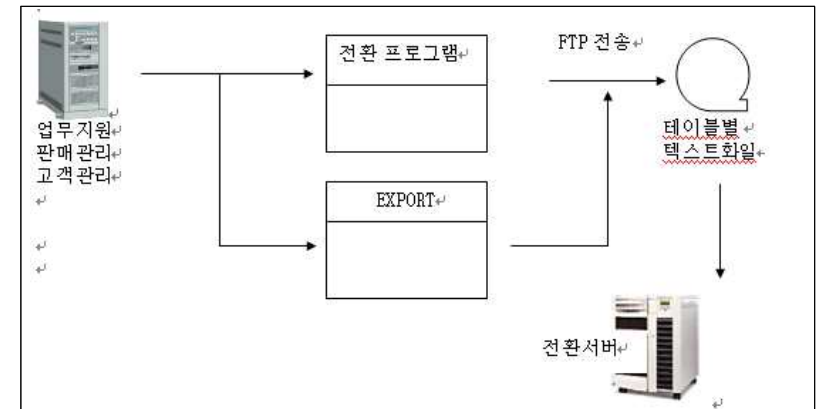 전환 프로그램
FTP 전송
업무지원
판매관리
고객관리
테이블별
텍스트화일
EXPORT
전환서버